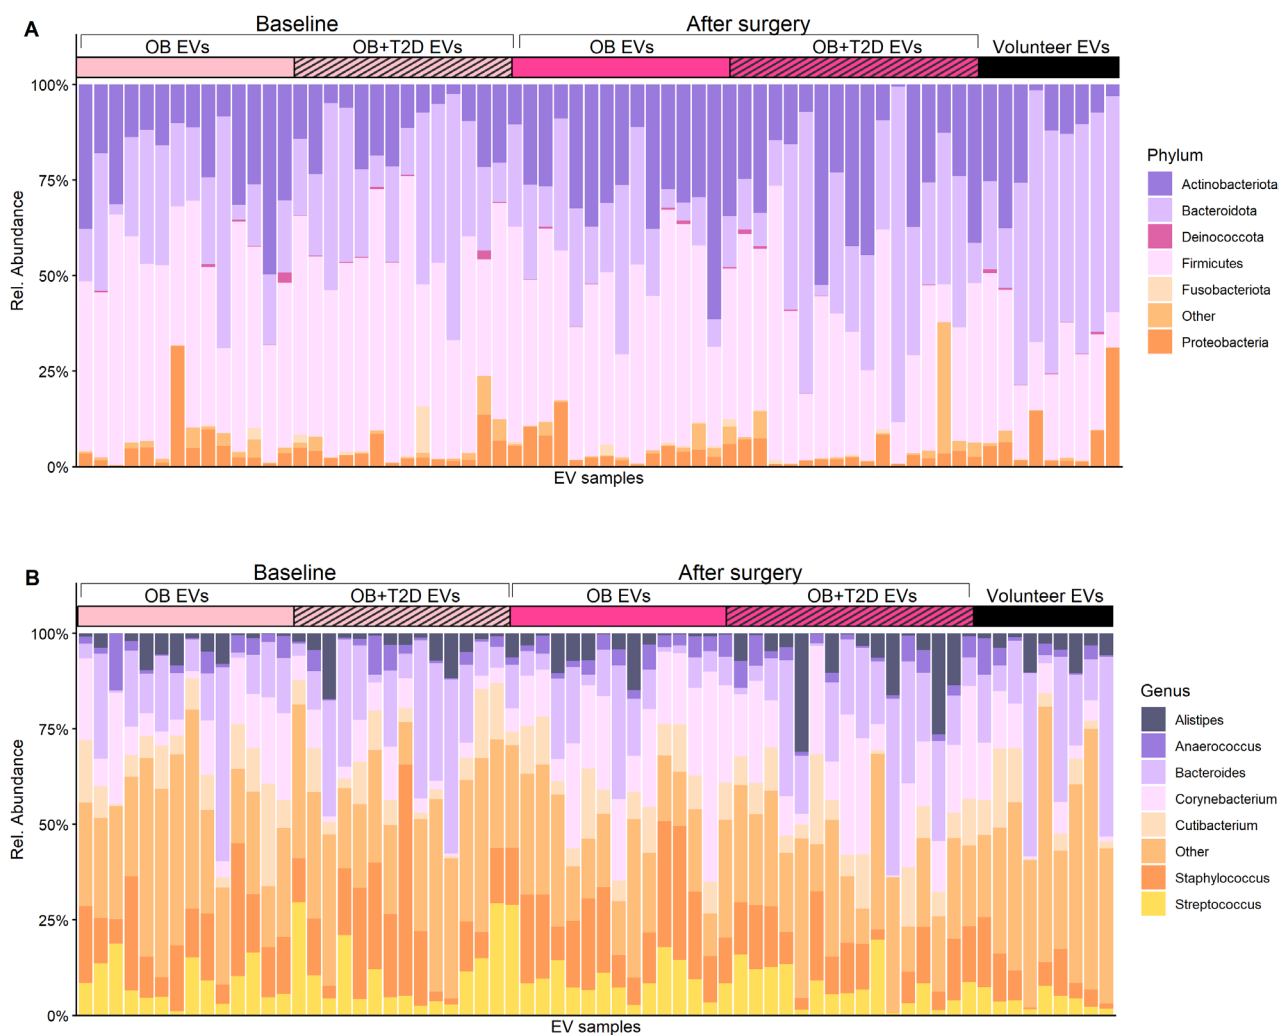 A
Baseline
After surgery
OB EVs
OB+T2D EVs
OB EVs
OB+T2D EVs
Volunteer EVs
100%
75%
50%
25%
0%
Rel. Abundance
EV samples
Phylum
Actinobacteriota
Bacteroidota
Deinococcota
Firmicutes
Fusobacteriota
Other
Proteobacteria
B
Baseline
After surgery
OB EVs
OB+T2D EVs
OB EVs
OB+T2D EVs
Volunteer EVs
100%
75%
50%
25%
0%
Rel. Abundance
EV samples
Genus
Alistipes
Anaerococcus
Bacteroides
Corynebacterium
Cutibacterium
Other
Staphylococcus
Streptococcus